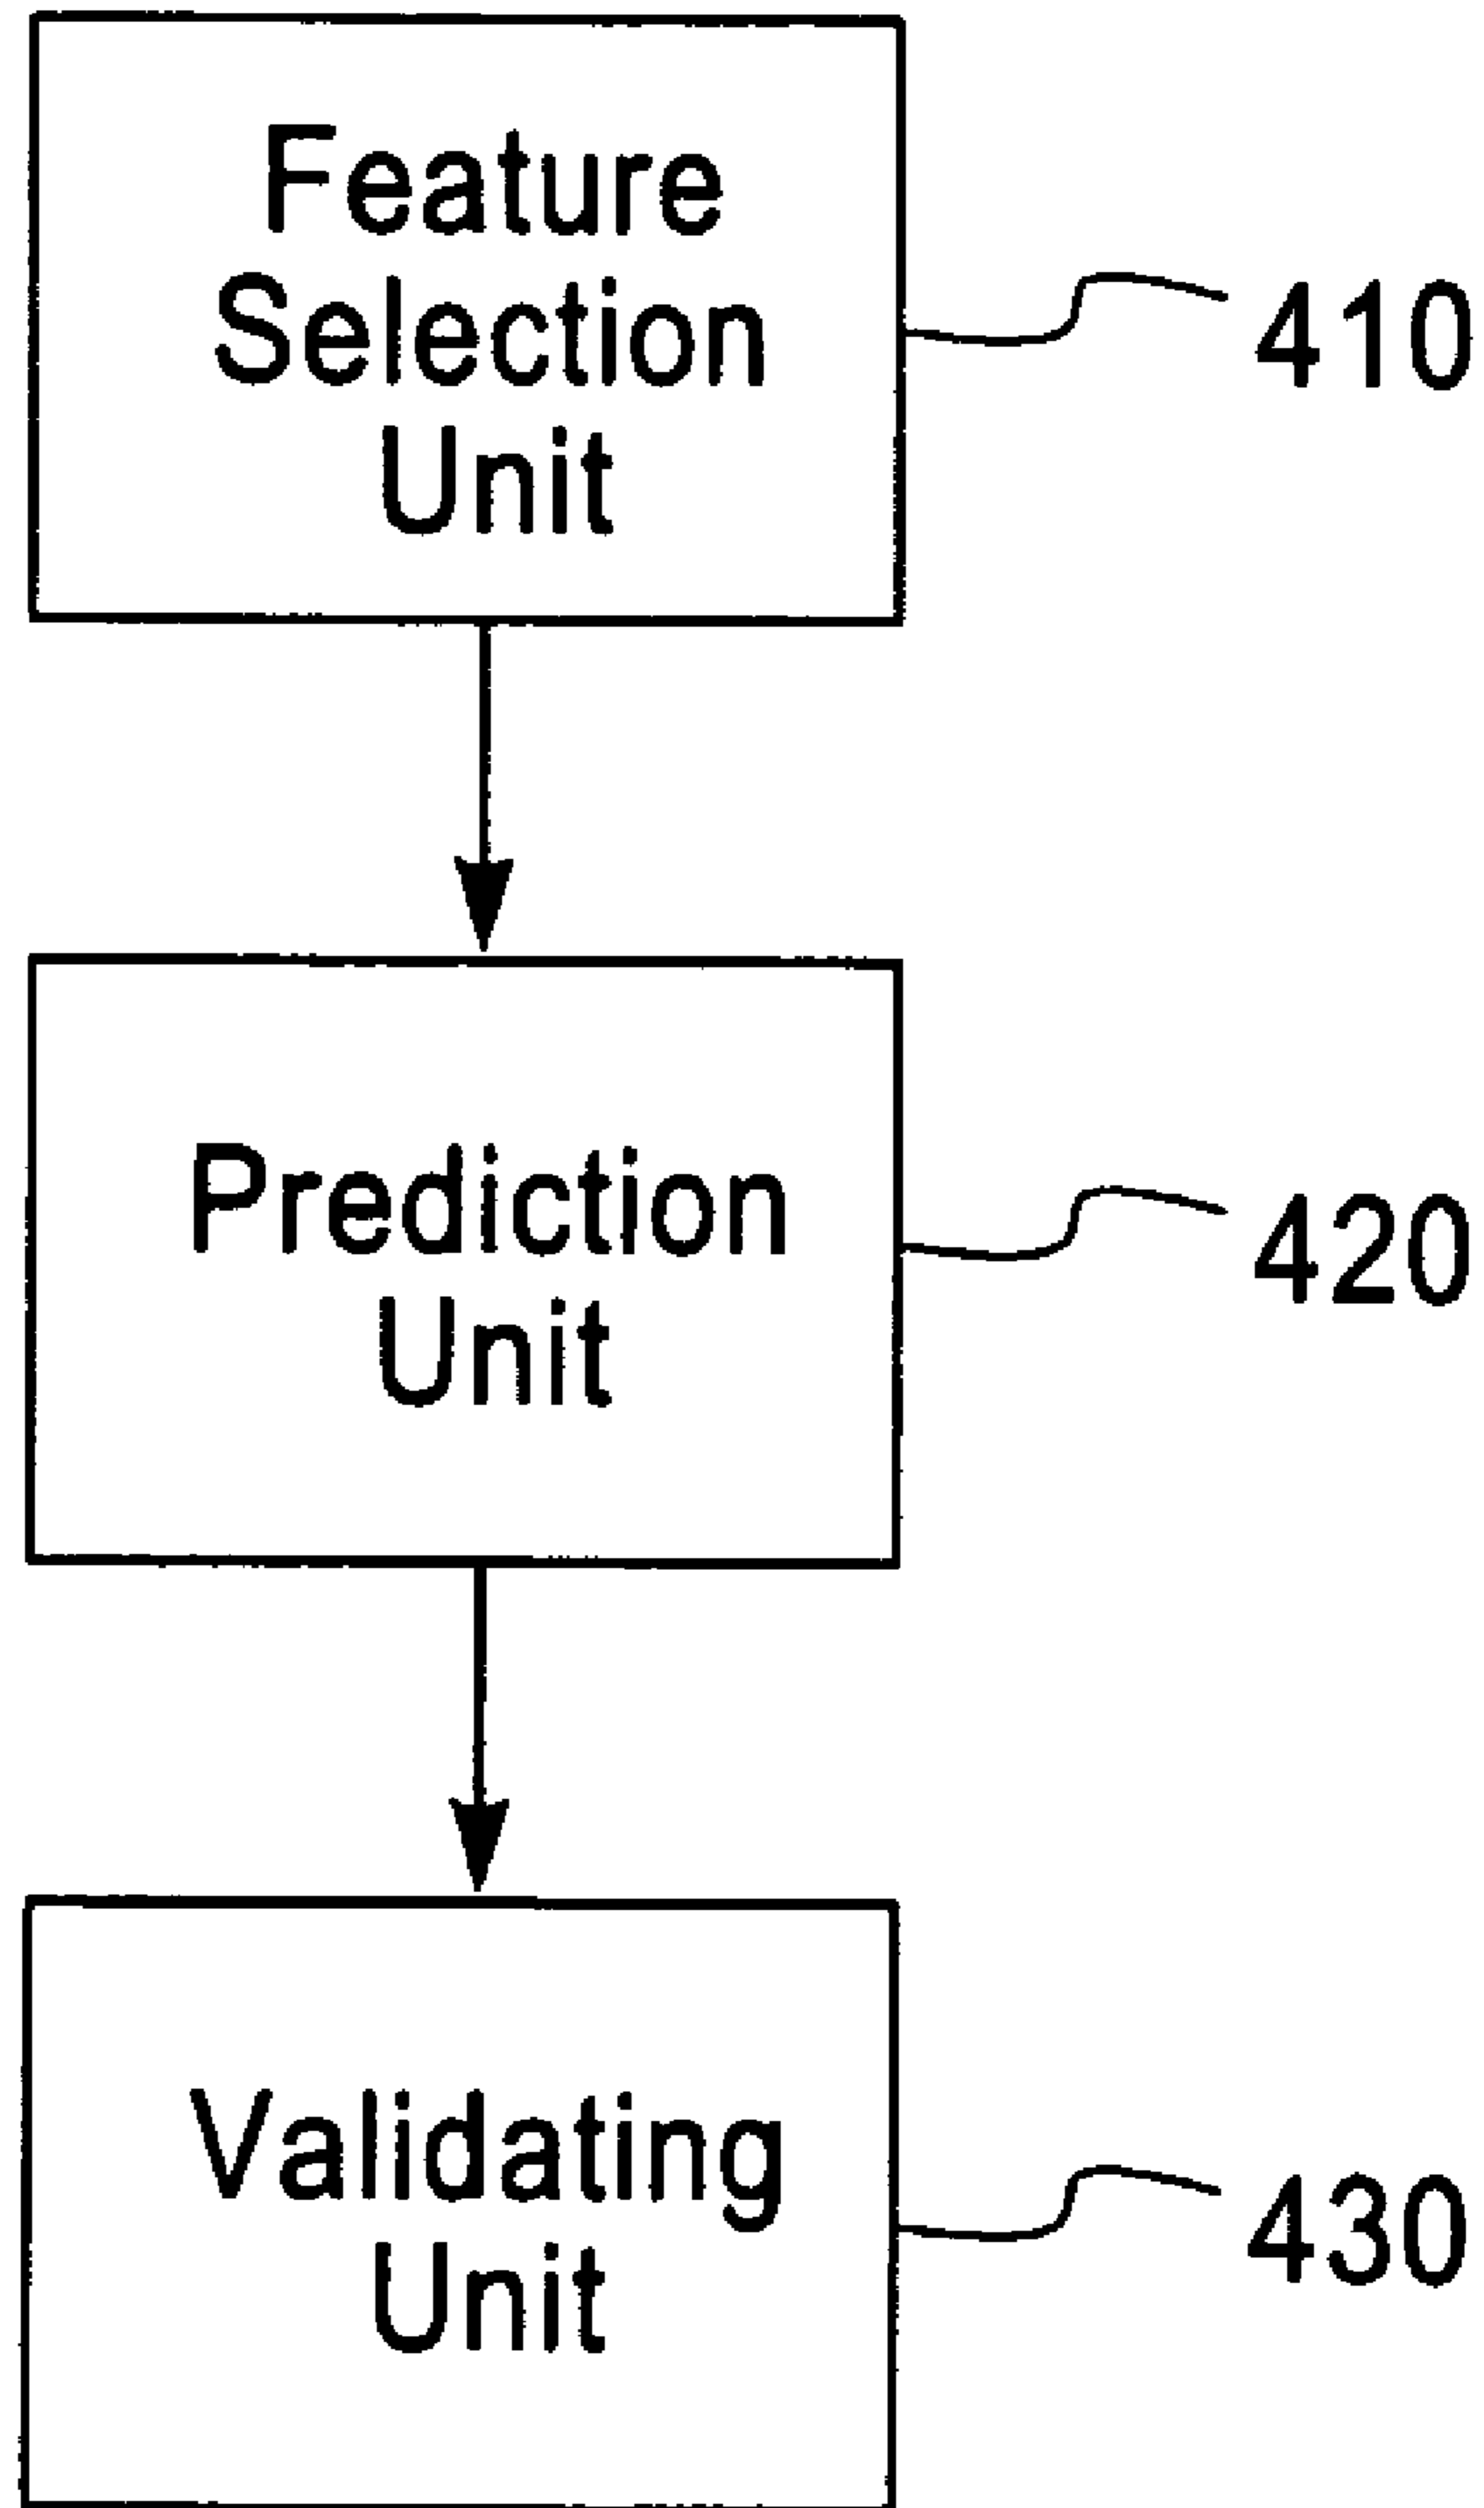 Feature
Selection
Unit
410
Prediction
Unit
420
Validating
Unit
430